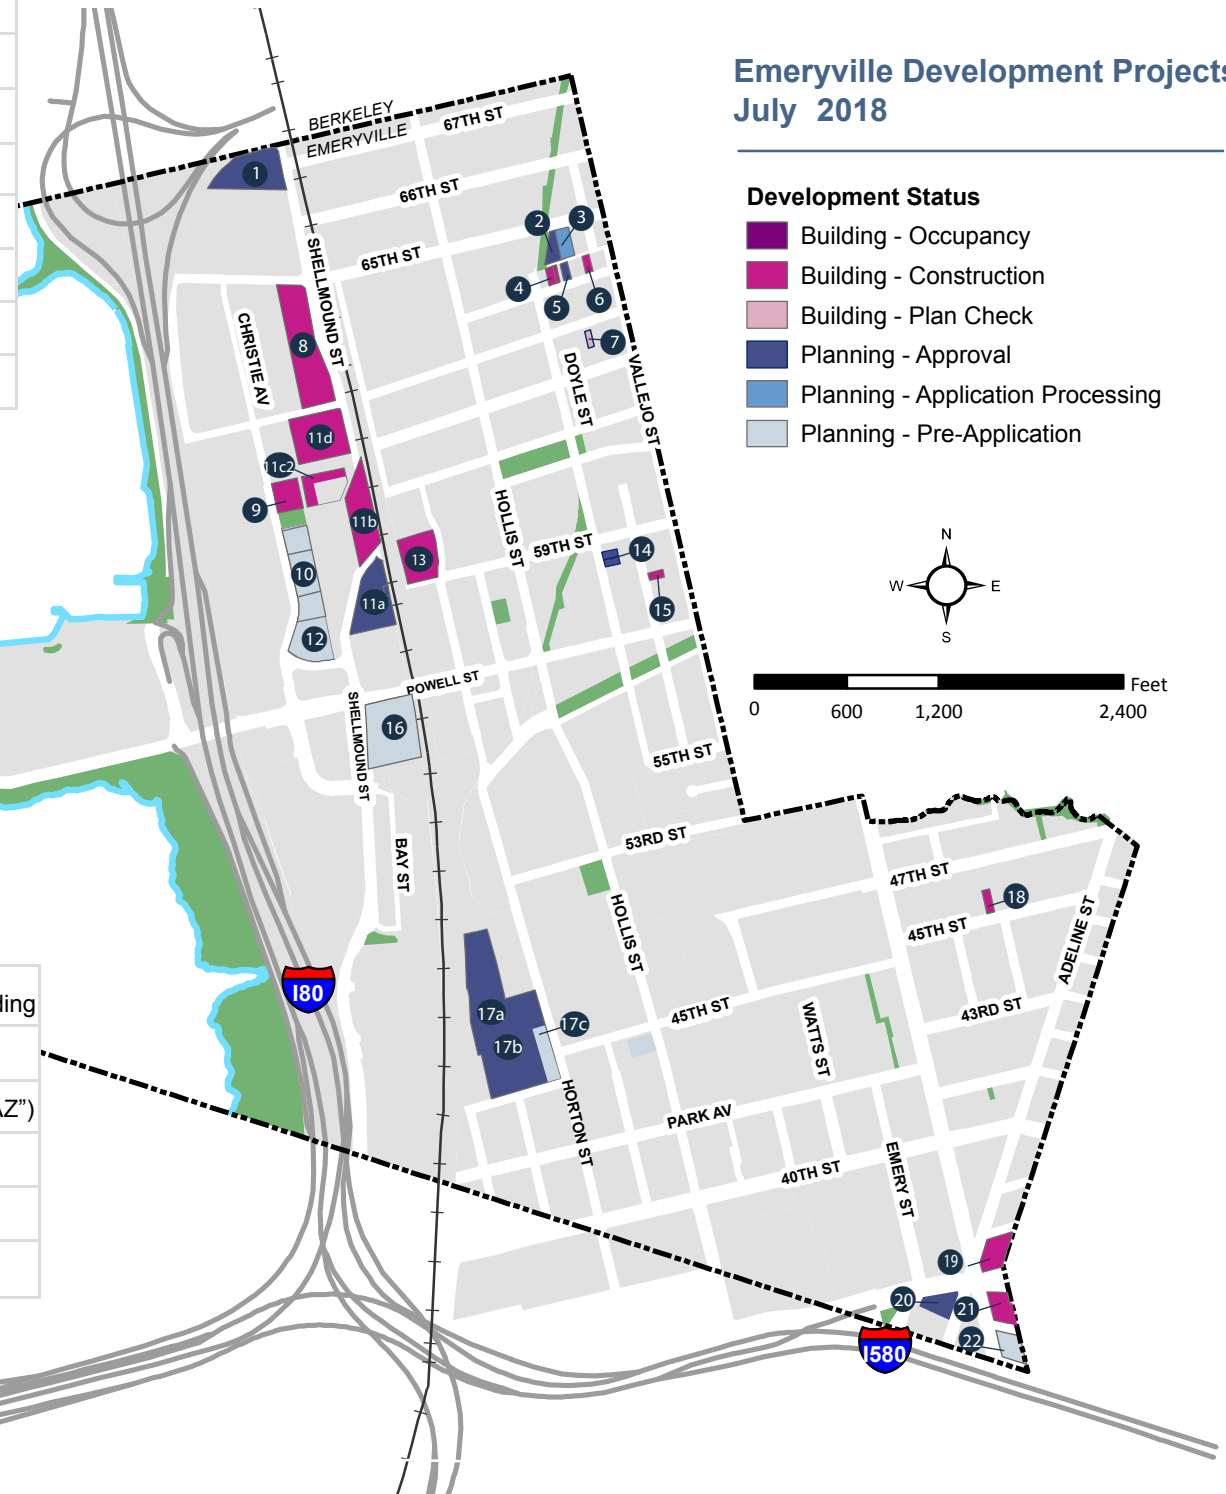 Emeryville Development Projects
July 2018
Development Status
Building - Occupancy
Building - Construction
Building - Plan Check
Planning - Approval
Planning - Application Processing
Planning - Pre-Application
N
W
E
S
Feet
0
600
1,200
2,400
BERKELEY
EMERYVILLE
67TH ST
66TH ST
65TH ST
SHELLMOUND ST
CHRISTIE AV
DOYLE ST
VALLEJO ST
HOLLIS ST
59TH ST
POWELL ST
SHELLMOUND ST
55TH ST
53RD ST
BAY ST
HOLLIS ST
47TH ST
45TH ST
ADELINE ST
43RD ST
45TH ST
WATTS ST
HORTON ST
PARK AV
40TH ST
EMERY ST
I80
I580
1
2
3
4
5
6
7
8
11d
11c2
9
11b
13
10
11a
12
14
15
16
17a
17b
17c
18
19
20
21
22
ding
AZ”)